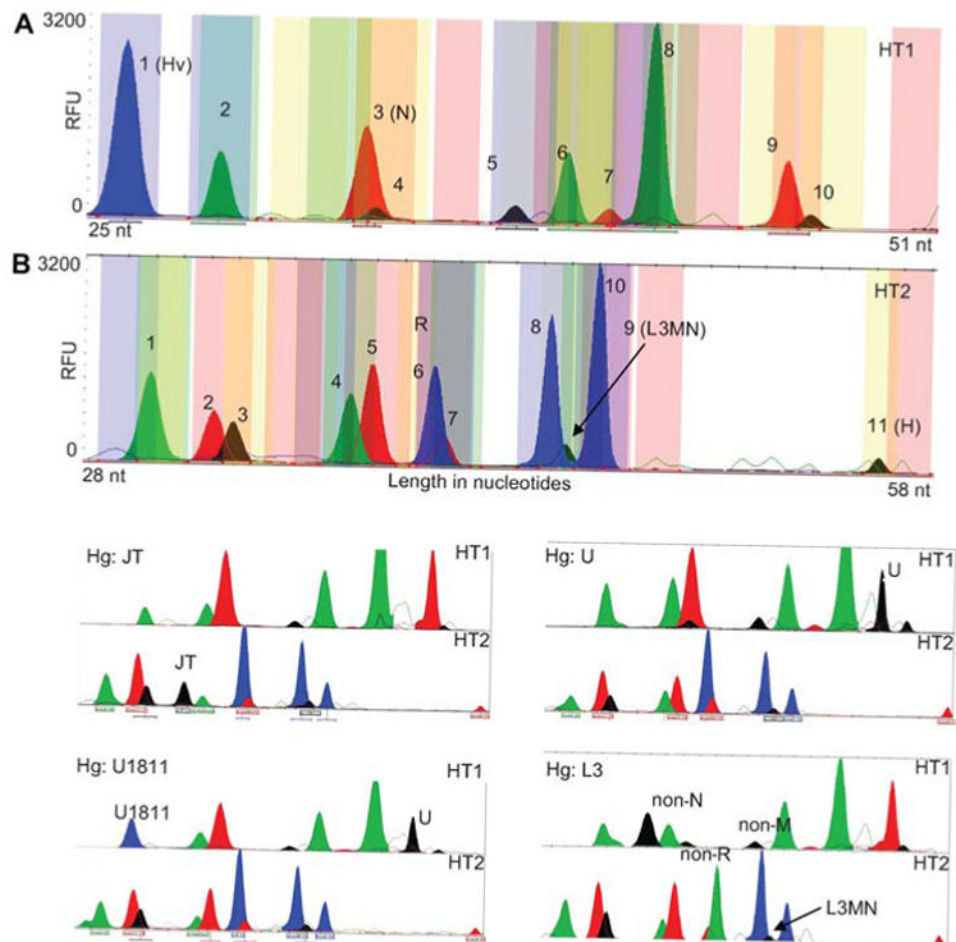 A
3200
HT1
1 (Hv)
8
RFU
2
3 (N)
9
5
6
4
7
10
0
25 nt
51 nt
B
3200
HT2
10
R
8
9 (L3MN)
1
5
RFU
4
6
2
3
7
11 (H)
0
28 nt
Length in nucleotides
58 nt
Hg: JT
HT1
HT2
JT
Hg: U
HT1
U
HT2
Hg: U1811
HT1
U1811
U
HT2
Hg: L3
HT1
non-N
non-M
non-R
HT2
L3MN